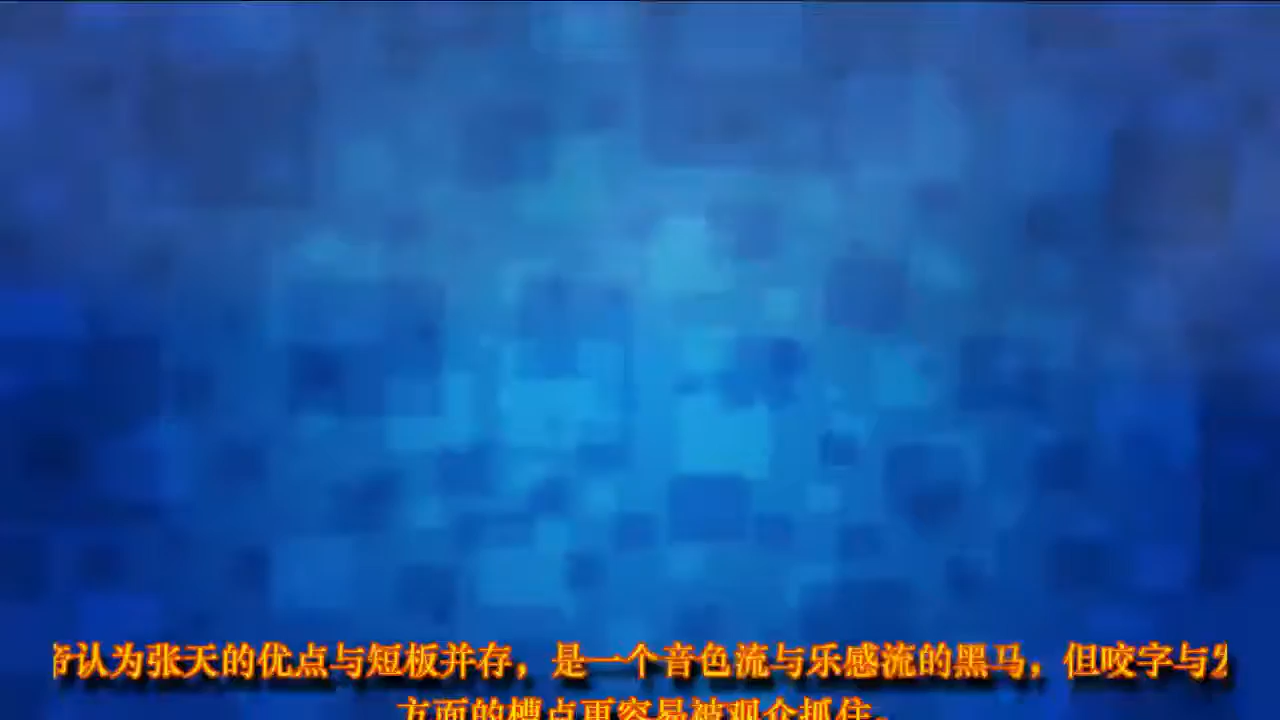 认为张天的优点与短板并存，是一个音色流与乐感流的黑马，但咬字与
方面的槽点更容易被观众抓住。